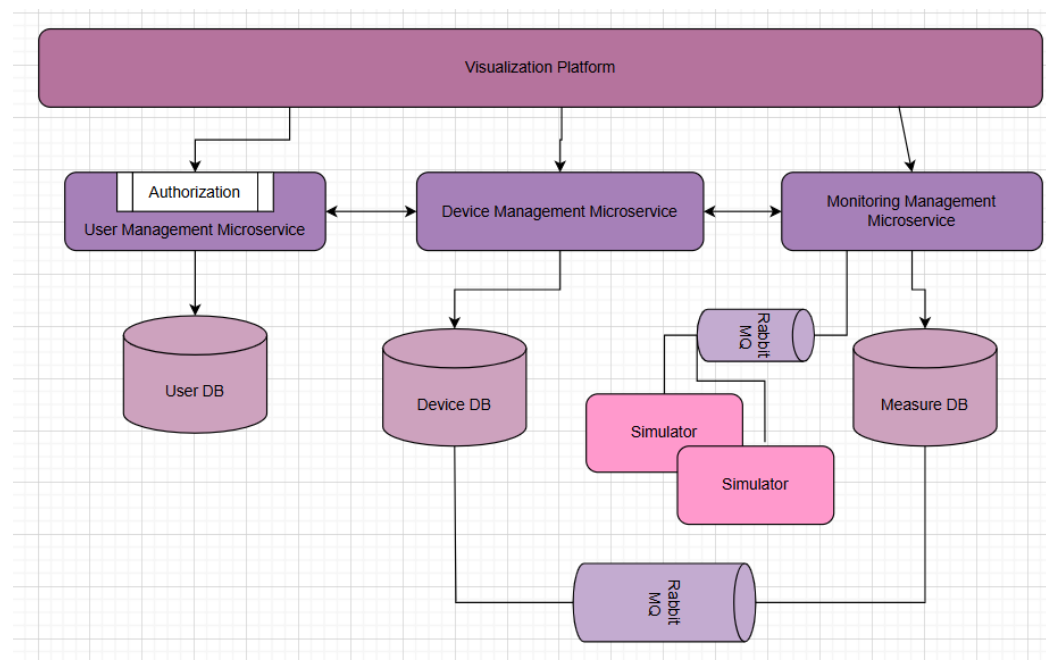 Visualization Platform
Authorization
User Management Microservice
Device Management Microservice
Monitoring Management
Microservice
Rabbit
MQ
User DB
Device DB
Measure DB
Simulator
Simulator
Rabbit
MQ